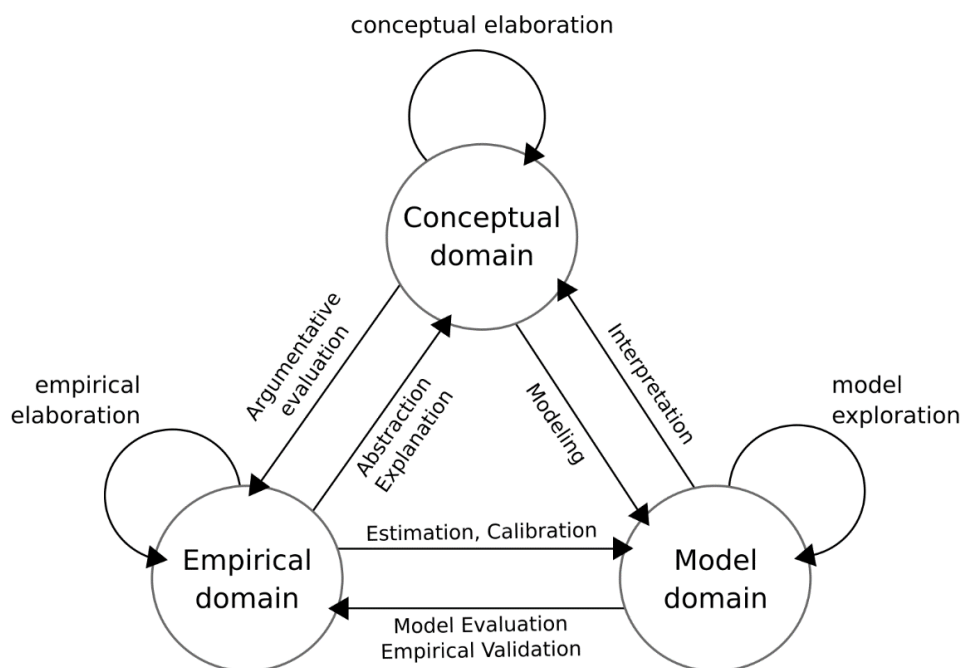 conceptual elaboration
Conceptual
domain
Argumentative
evaluation
Abstraction
Explanation
Modeling
Interpretation
empirical
elaboration
model
exploration
Empirical
domain
Estimation, Calibration
Model
domain
Model Evaluation
Empirical Validation